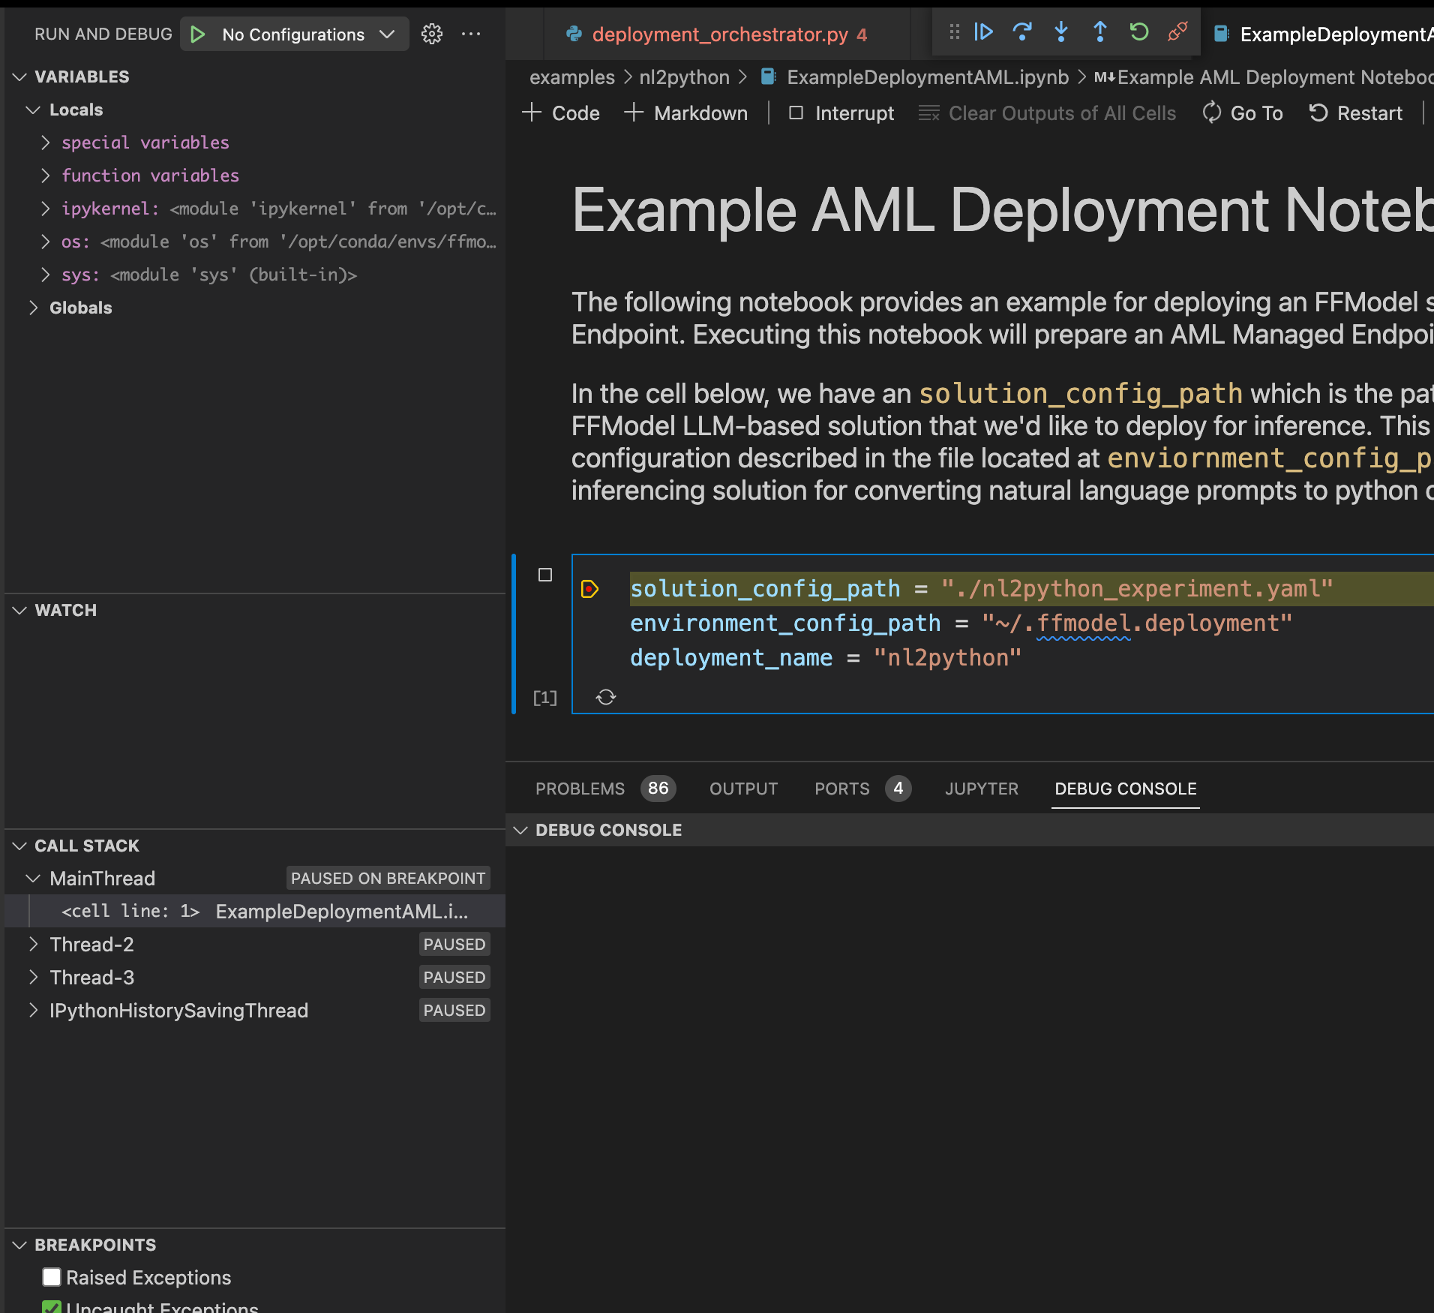 RUN AND DEBUG
No Configurations
VARIABLES
Locals
special variables
function variables
ipykernel: <module 'ipykernel' from '/opt/c...
os: <module 'os' from '/opt/conda/envs/ffmo...
sys: <module 'sys' (built-in)>
Globals
WATCH
CALL STACK
MainThread PAUSED ON BREAKPOINT
<cell line: 1> ExampleDeploymentAML.i...
Thread-2 PAUSED
Thread-3 PAUSED
IPythonHistorySavingThread PAUSED
BREAKPOINTS
Raised Exceptions
Uncaught Exceptions
deployment_orchestrator.py 4
ExampleDeploymentA
examples > nl2python > ExampleDeploymentAML.ipynb > M↓Example AML Deployment Noteboo
+ Code + Markdown | Interrupt Clear Outputs of All Cells Go To Restart |
Example AML Deployment Noteb
The following notebook provides an example for deploying an FFModel s
Endpoint. Executing this notebook will prepare an AML Managed Endpoi
In the cell below, we have an solution_config_path which is the pat
FFModel LLM-based solution that we'd like to deploy for inference. This
configuration described in the file located at enviornment_config_p
inferencing solution for converting natural language prompts to python c
solution_config_path = "./nl2python_experiment.yaml"
environment_config_path = "~/.ffmodel.deployment"
deployment_name = "nl2python"
[1]
PROBLEMS 86 OUTPUT PORTS 4 JUPYTER DEBUG CONSOLE
DEBUG CONSOLE